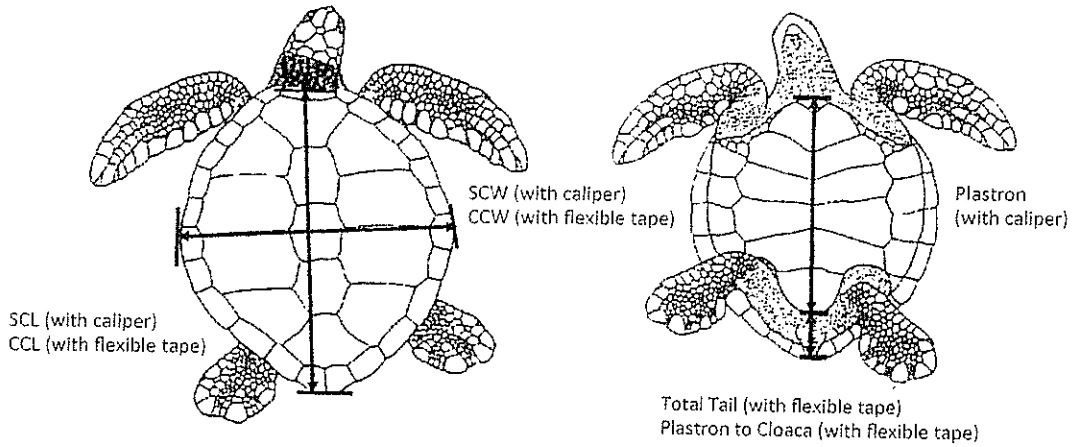 SCW (with caliper)
CCW (with flexible tape)
SCL (with caliper)
CCL (with flexible tape)
Plastron
(with caliper)
Total Tail (with flexible tape)
Plastron to Cloaca (with flexible tape)